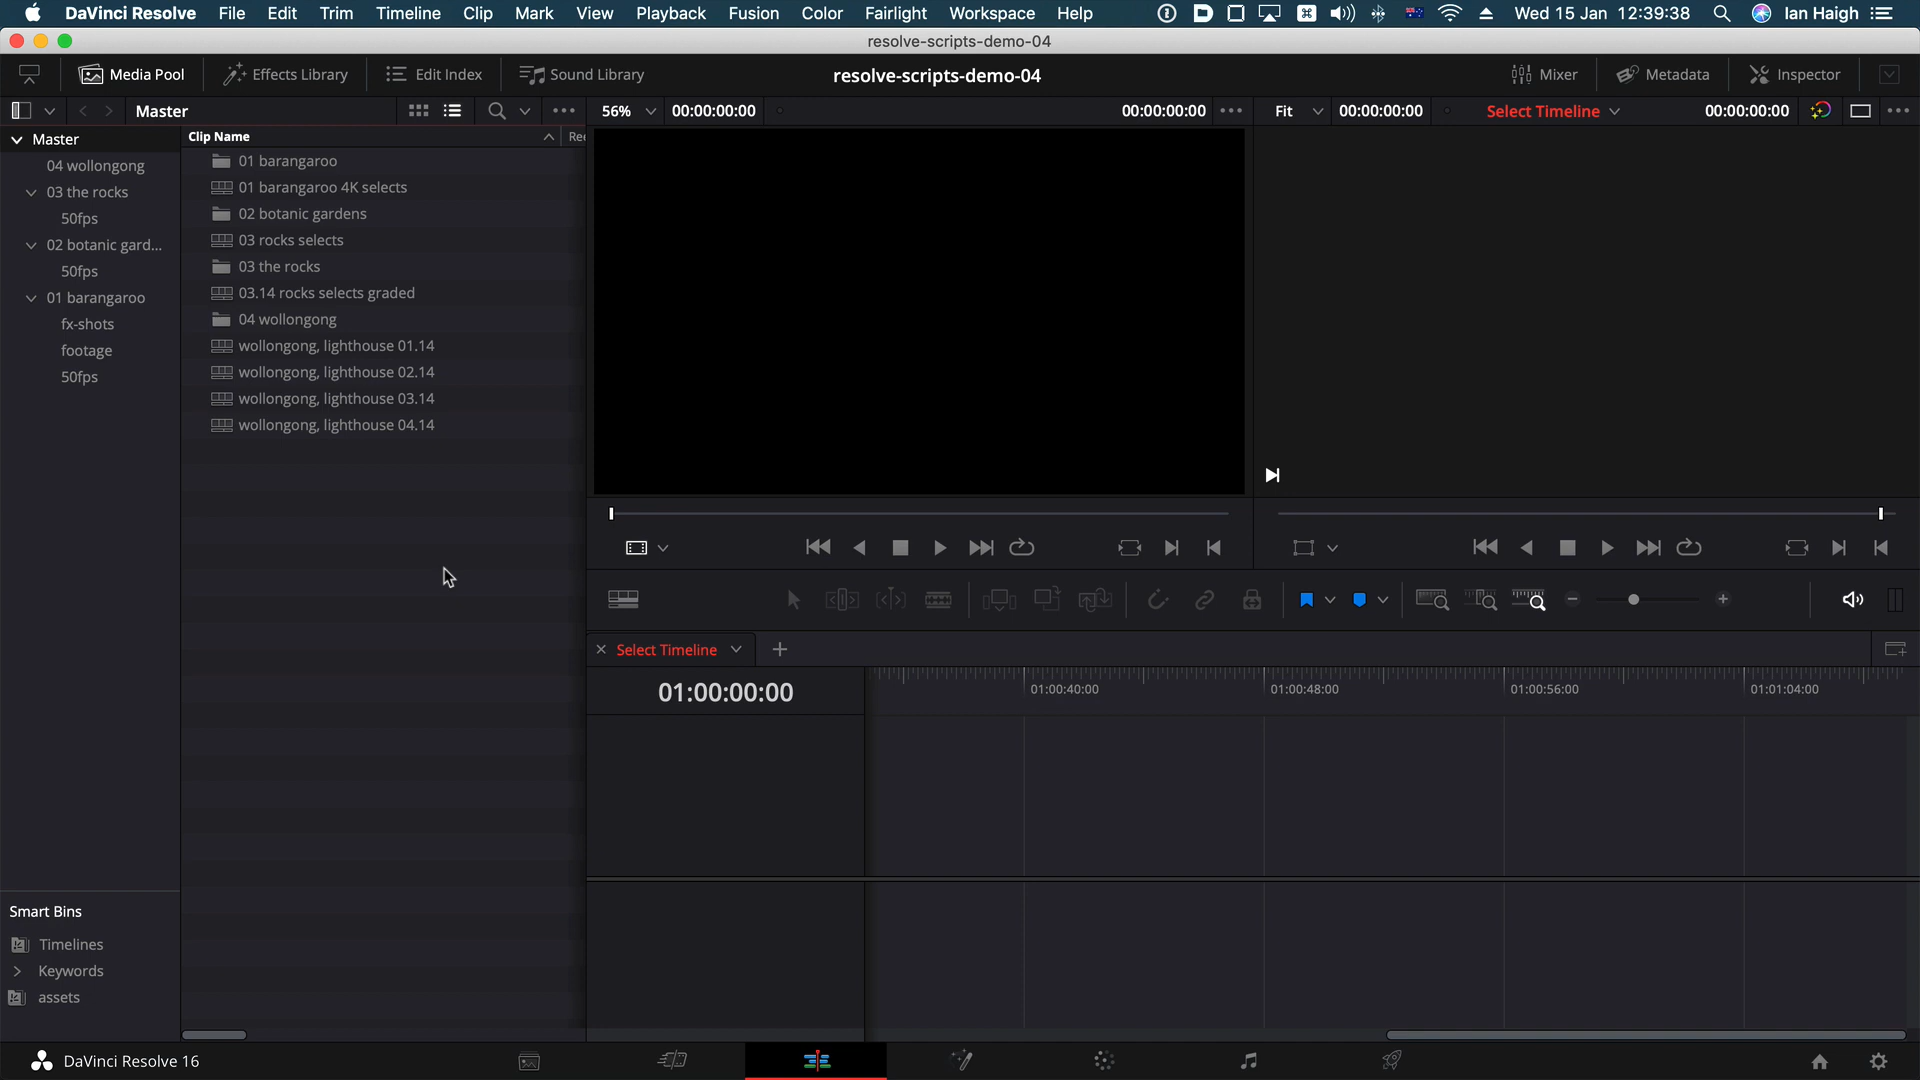 DaVinci Resolve File Edit Trim Timeline Clip Mark View Playback Fusion Color Fairlight Workspace Help Wed 15 Jan 12:39:38 Ian Haigh
resolve-scripts-demo-04
Media Pool Effects Library Edit Index Sound Library resolve-scripts-demo-04 Mixer Metadata Inspector
Master 56% 00:00:00:00 00:00:00:00 Fit 00:00:00:00 Select Timeline 00:00:00:00
Master
04 wollongong
03 the rocks
50fps
02 botanic gard...
50fps
01 barangaroo
fx-shots
footage
50fps
Clip Name Ree
01 barangaroo
01 barangaroo 4K selects
02 botanic gardens
03 rocks selects
03 the rocks
03.14 rocks selects graded
04 wollongong
wollongong, lighthouse 01.14
wollongong, lighthouse 02.14
wollongong, lighthouse 03.14
wollongong, lighthouse 04.14
Select Timeline
01:00:00:00
01:00:40:00 01:00:48:00 01:00:56:00 01:01:04:00
Smart Bins
Timelines
Keywords
assets
DaVinci Resolve 16